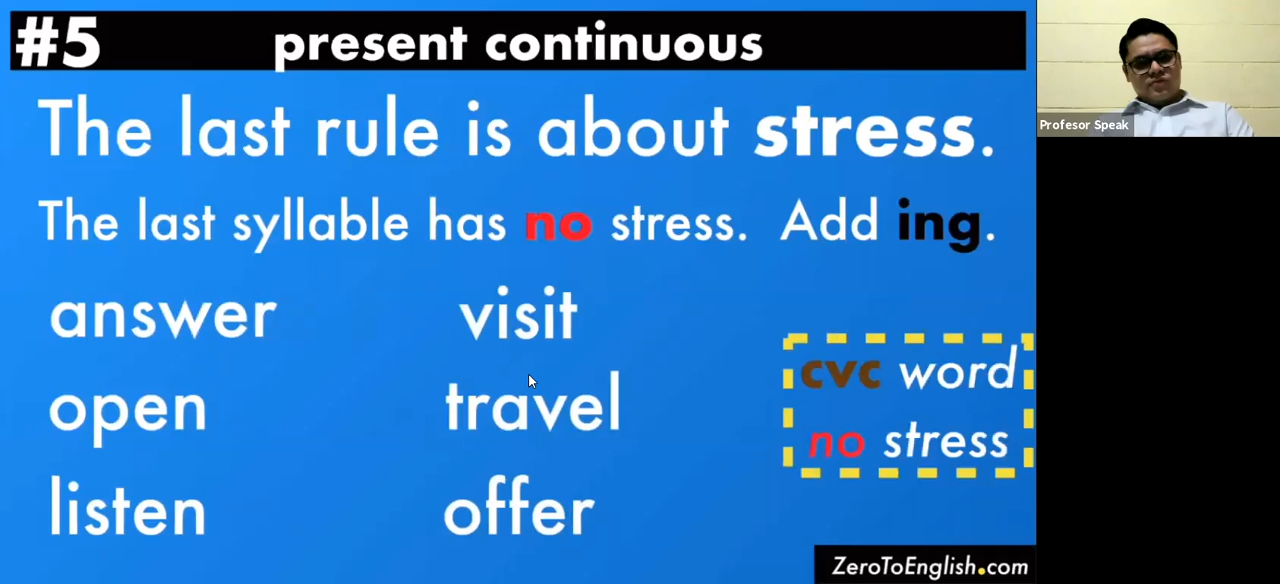 #5 present continuous
Profesor Speak
The last rule is about stress.
The last syllable has no stress. Add ing.
answer visit
cvc word
open travel
no stress
listen offer
ZeroToEnglish.com